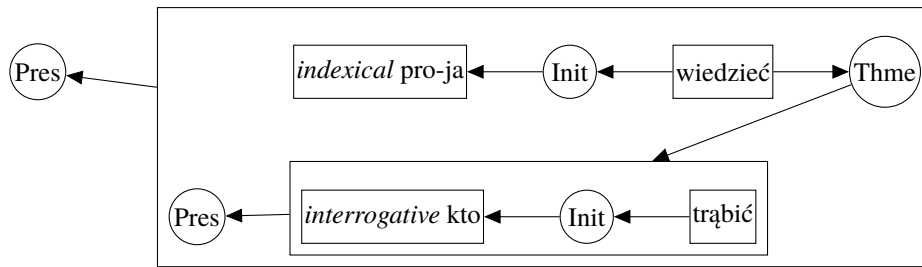 Pres indexical pro-ja Init wiedzieć Thme
Pres interrogative kto Init trąbić